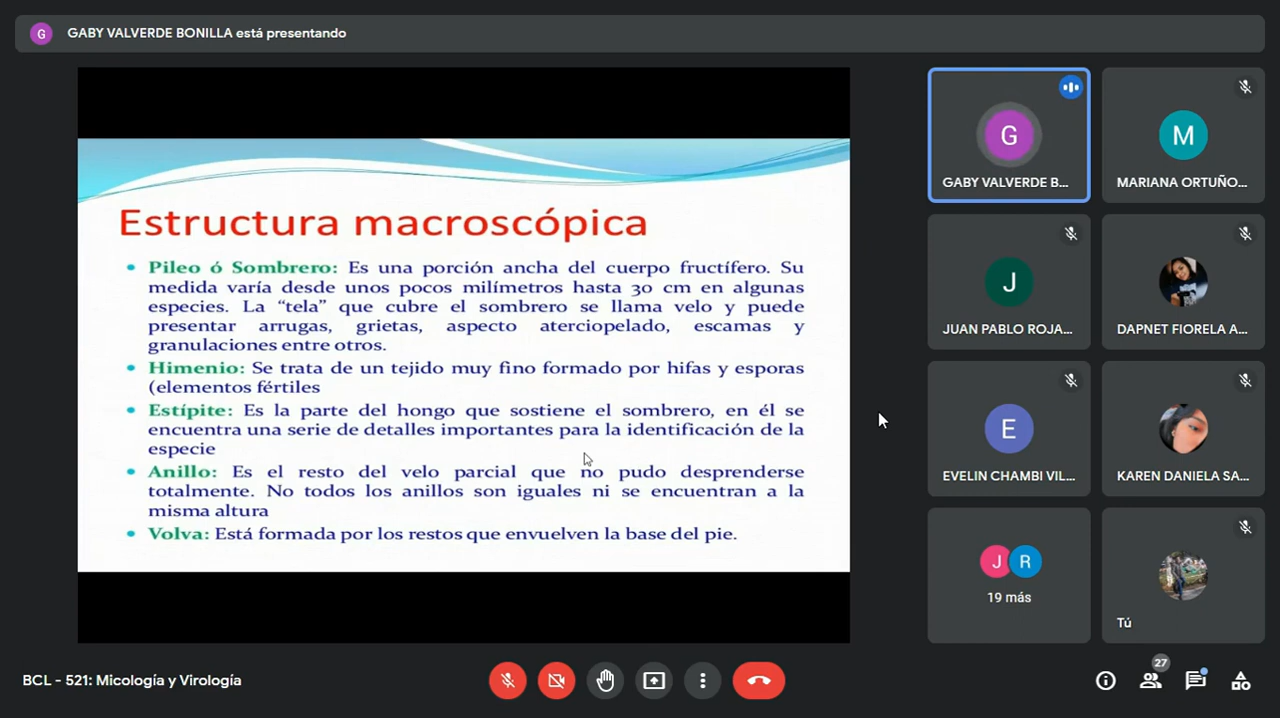 G GABY VALVERDE BONILLA está presentando
Estructura macroscópica
• Pileo ó Sombrero: Es una porción ancha del cuerpo fructífero. Su
medida varía desde unos pocos milímetros hasta 30 cm en algunas
especies. La “tela” que cubre el sombrero se llama velo y puede
presentar arrugas, grietas, aspecto aterciopelado, escamas y
granulaciones entre otros.
• Himenio: Se trata de un tejido muy fino formado por hifas y esporas
(elementos fértiles
• Estípite: Es la parte del hongo que sostiene el sombrero, en él se
encuentra una serie de detalles importantes para la identificación de la
especie
• Anillo: Es el resto del velo parcial que no pudo desprenderse
totalmente. No todos los anillos son iguales ni se encuentran a la
misma altura
• Volva: Está formada por los restos que envuelven la base del pie.
G
GABY VALVERDE B...
M
MARIANA ORTUÑO...
J
JUAN PABLO ROJA...
DAPNET FIORELA A...
E
EVELIN CHAMBI VIL...
KAREN DANIELA SA...
J R
19 más
Tú
BCL - 521: Micología y Virología
27